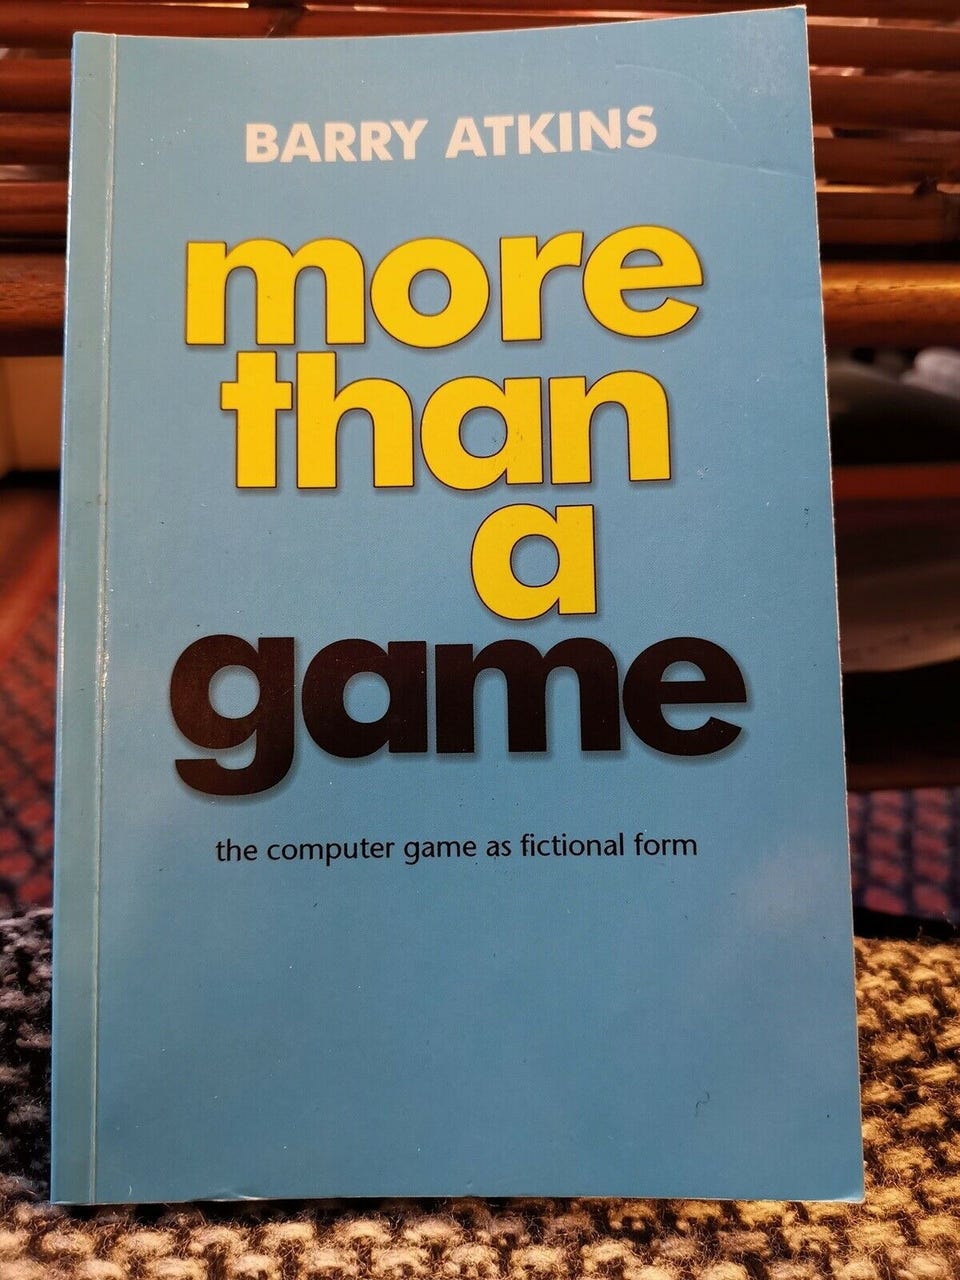 BARRY ATKINS
more
than
a
game
the computer game as fictional form